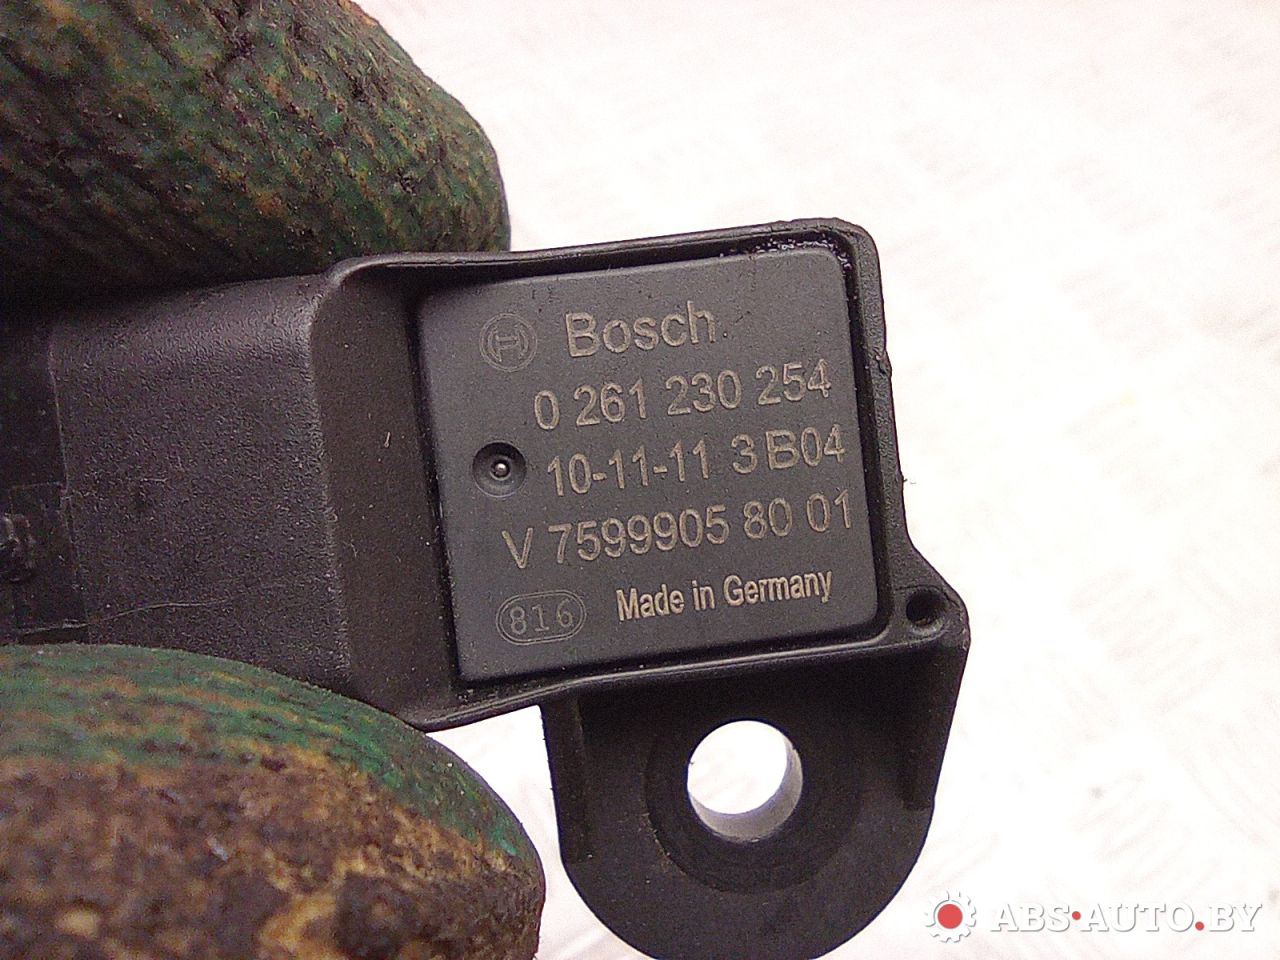 Bosch
0 261 230 254
10-11-11 3 B04
V 7599905 80 01
816 Made in Germany
ABS·AUTO.BY